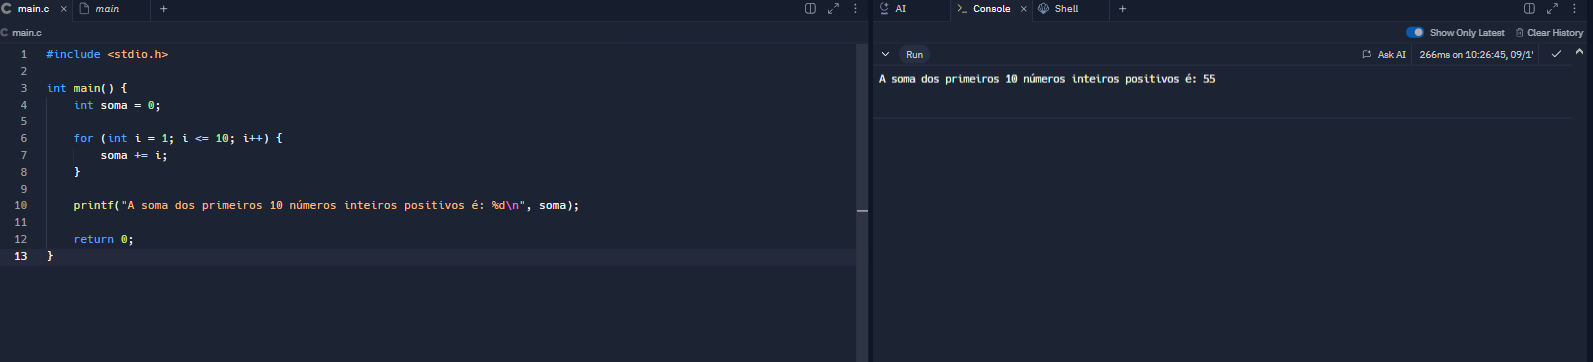 main.c × main +
main.c
1 #include <stdio.h>
2
3 int main() {
4 int soma = 0;
5
6 for (int i = 1; i <= 10; i++) {
7 soma += i;
8 }
9
10 printf("A soma dos primeiros 10 números inteiros positivos é: %d\n", soma);
11
12 return 0;
13 }
AI Console × Shell +
Show Only Latest Clear History
Run Ask AI 266ms on 10:26:45, 09/1
A soma dos primeiros 10 números inteiros positivos é: 55